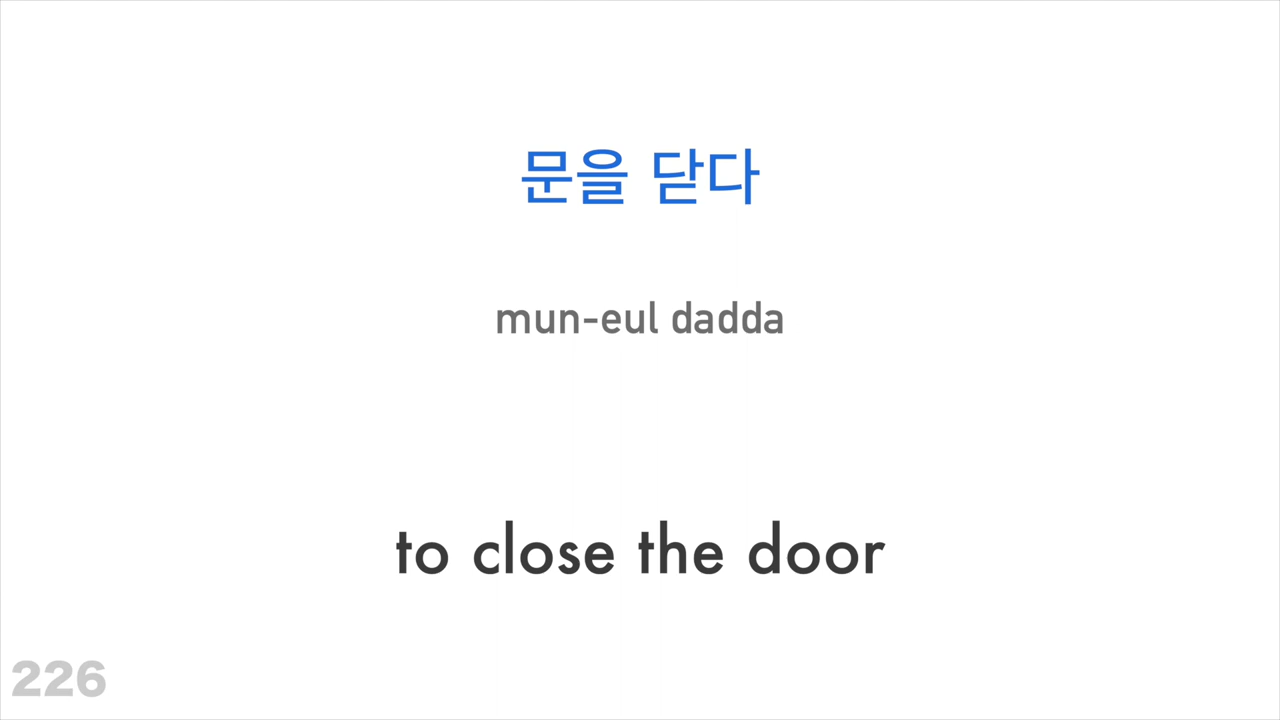 문을 닫다
mun-eul dadda
to close the door
226